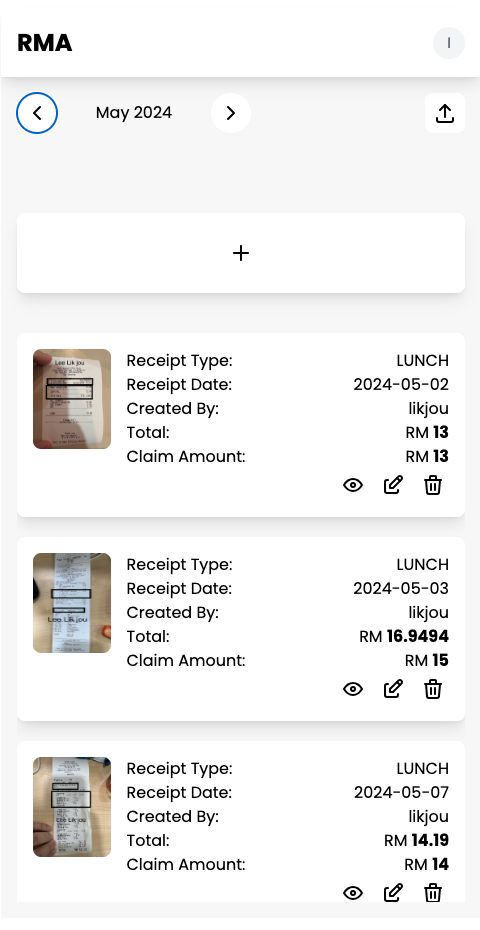 RMA
I
May 2024
Lee Lik jou
Receipt Type: LUNCH
Receipt Date: 2024-05-02
Created By: likjou
Total: RM 13
Claim Amount: RM 13
Lee Lik jou
Receipt Type: LUNCH
Receipt Date: 2024-05-03
Created By: likjou
Total: RM 16.9494
Claim Amount: RM 15
Lee Lik jou
Receipt Type: LUNCH
Receipt Date: 2024-05-07
Created By: likjou
Total: RM 14.19
Claim Amount: RM 14